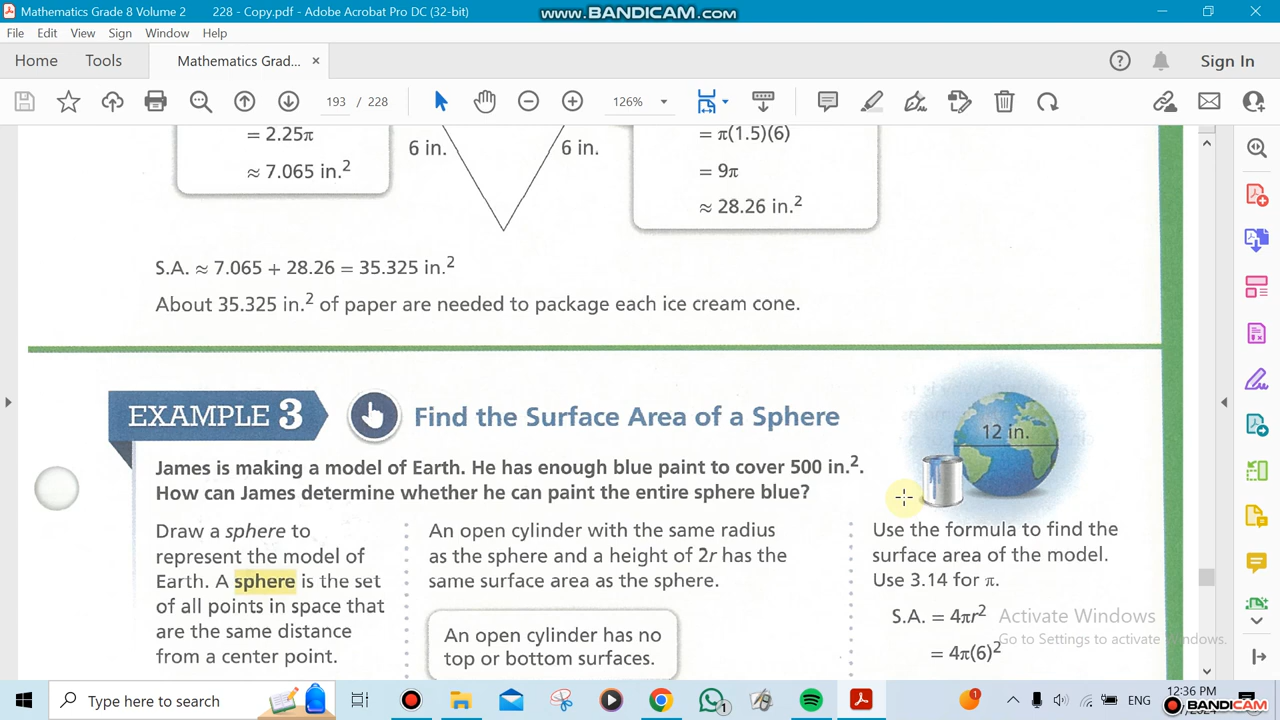 Mathematics Grade 8 Volume 2 228 - Copy.pdf - Adobe Acrobat Pro DC (32-bit)
www.BANDICAM.com
File Edit View Sign Window Help
Home Tools Mathematics Grad... × Sign In
193 / 228 126%
= 2.25π
≈ 7.065 in.²
6 in. 6 in.
= π(1.5)(6)
= 9π
≈ 28.26 in.²
S.A. ≈ 7.065 + 28.26 = 35.325 in.²
About 35.325 in.² of paper are needed to package each ice cream cone.
EXAMPLE 3 Find the Surface Area of a Sphere
12 in.
James is making a model of Earth. He has enough blue paint to cover 500 in.².
How can James determine whether he can paint the entire sphere blue?
Draw a sphere to
represent the model of
Earth. A sphere is the set
of all points in space that
are the same distance
from a center point.
An open cylinder with the same radius
as the sphere and a height of 2r has the
same surface area as the sphere.
An open cylinder has no
top or bottom surfaces.
Use the formula to find the
surface area of the model.
Use 3.14 for π.
S.A. = 4πr²
= 4π(6)²
Activate Windows
Go to Settings to activate Windows.
Type here to search
1
1
ENG
12:36 PM
BANDICAM